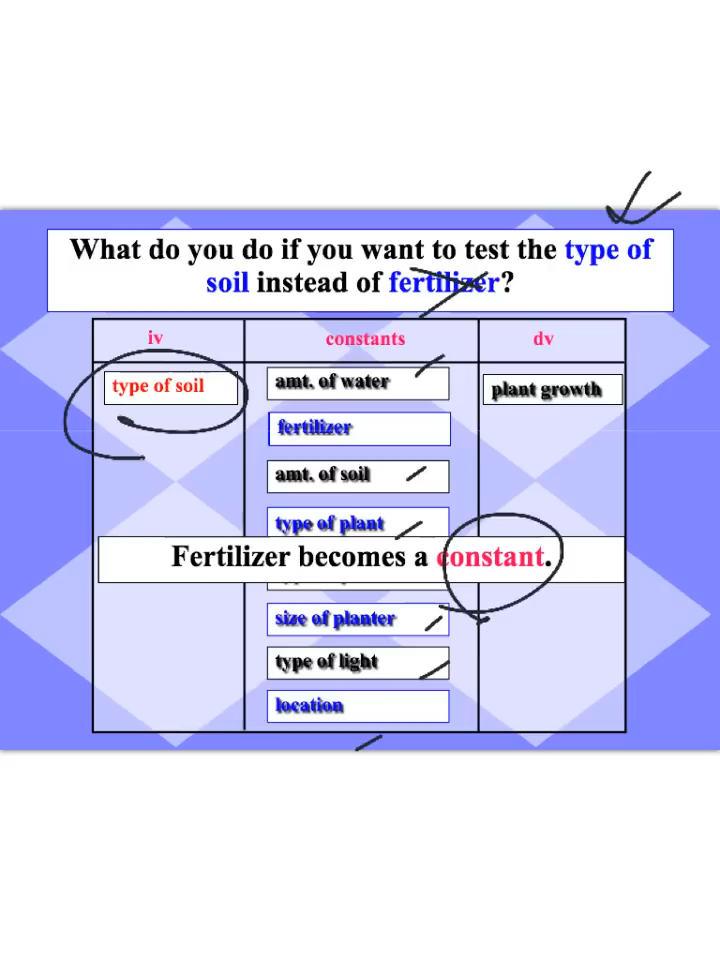 What do you do if you want to test the type of
soil instead of fertilizer?
iv
constants
dv
type of soil
amt. of water
plant growth
fertilizer
amt. of soil
type of plant
Fertilizer becomes a constant.
size of planter
type of light
location